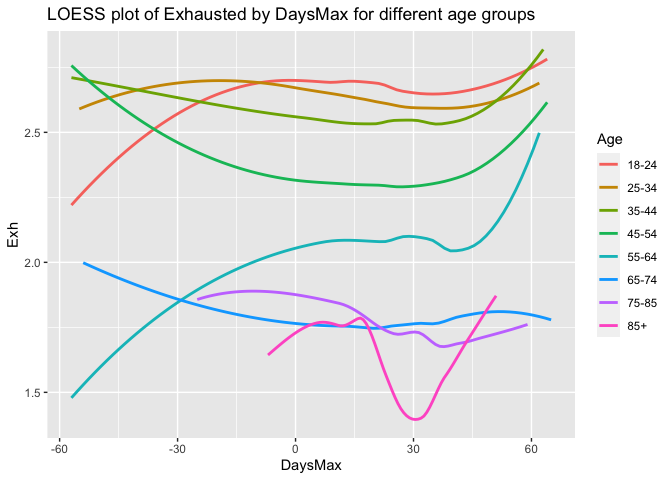 LOESS plot of Exhausted by DaysMax for different age groups
Exh
2.5
2.0
1.5
-60 -30 0 30 60
DaysMax
Age
18-24
25-34
35-44
45-54
55-64
65-74
75-85
85+